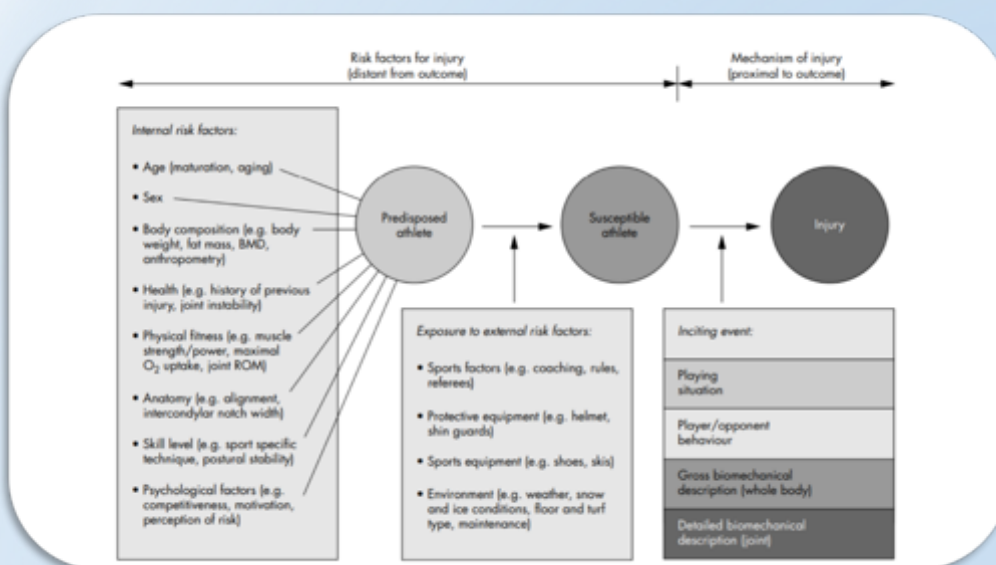 Risk factors for injury
(distant from outcome)
Mechanism of injury
(proximal to outcome)
Internal risk factors:
• Age (maturation, aging)
• Sex
• Body composition (e.g. body
weight, fat mass, BMD,
anthropometry)
• Health (e.g. history of previous
injury, joint instability)
• Physical fitness (e.g. muscle
strength/power, maximal
O₂ uptake, joint ROM)
• Anatomy (e.g. alignment,
intercondylar notch width)
• Skill level (e.g. sport specific
technique, postural stability)
• Psychological factors (e.g.
competitiveness, motivation,
perception of risk)
Predisposed
athlete
Susceptible
athlete
Injury
Exposure to external risk factors:
• Sports factors (e.g. coaching, rules,
referees)
• Protective equipment (e.g. helmet,
shin guards)
• Sports equipment (e.g. shoes, skis)
• Environment (e.g. weather, snow
and ice conditions, floor and turf
type, maintenance)
Inciting event:
Playing
situation
Player/opponent
behaviour
Gross biomechanical
description (whole body)
Detailed biomechanical
description (joint)